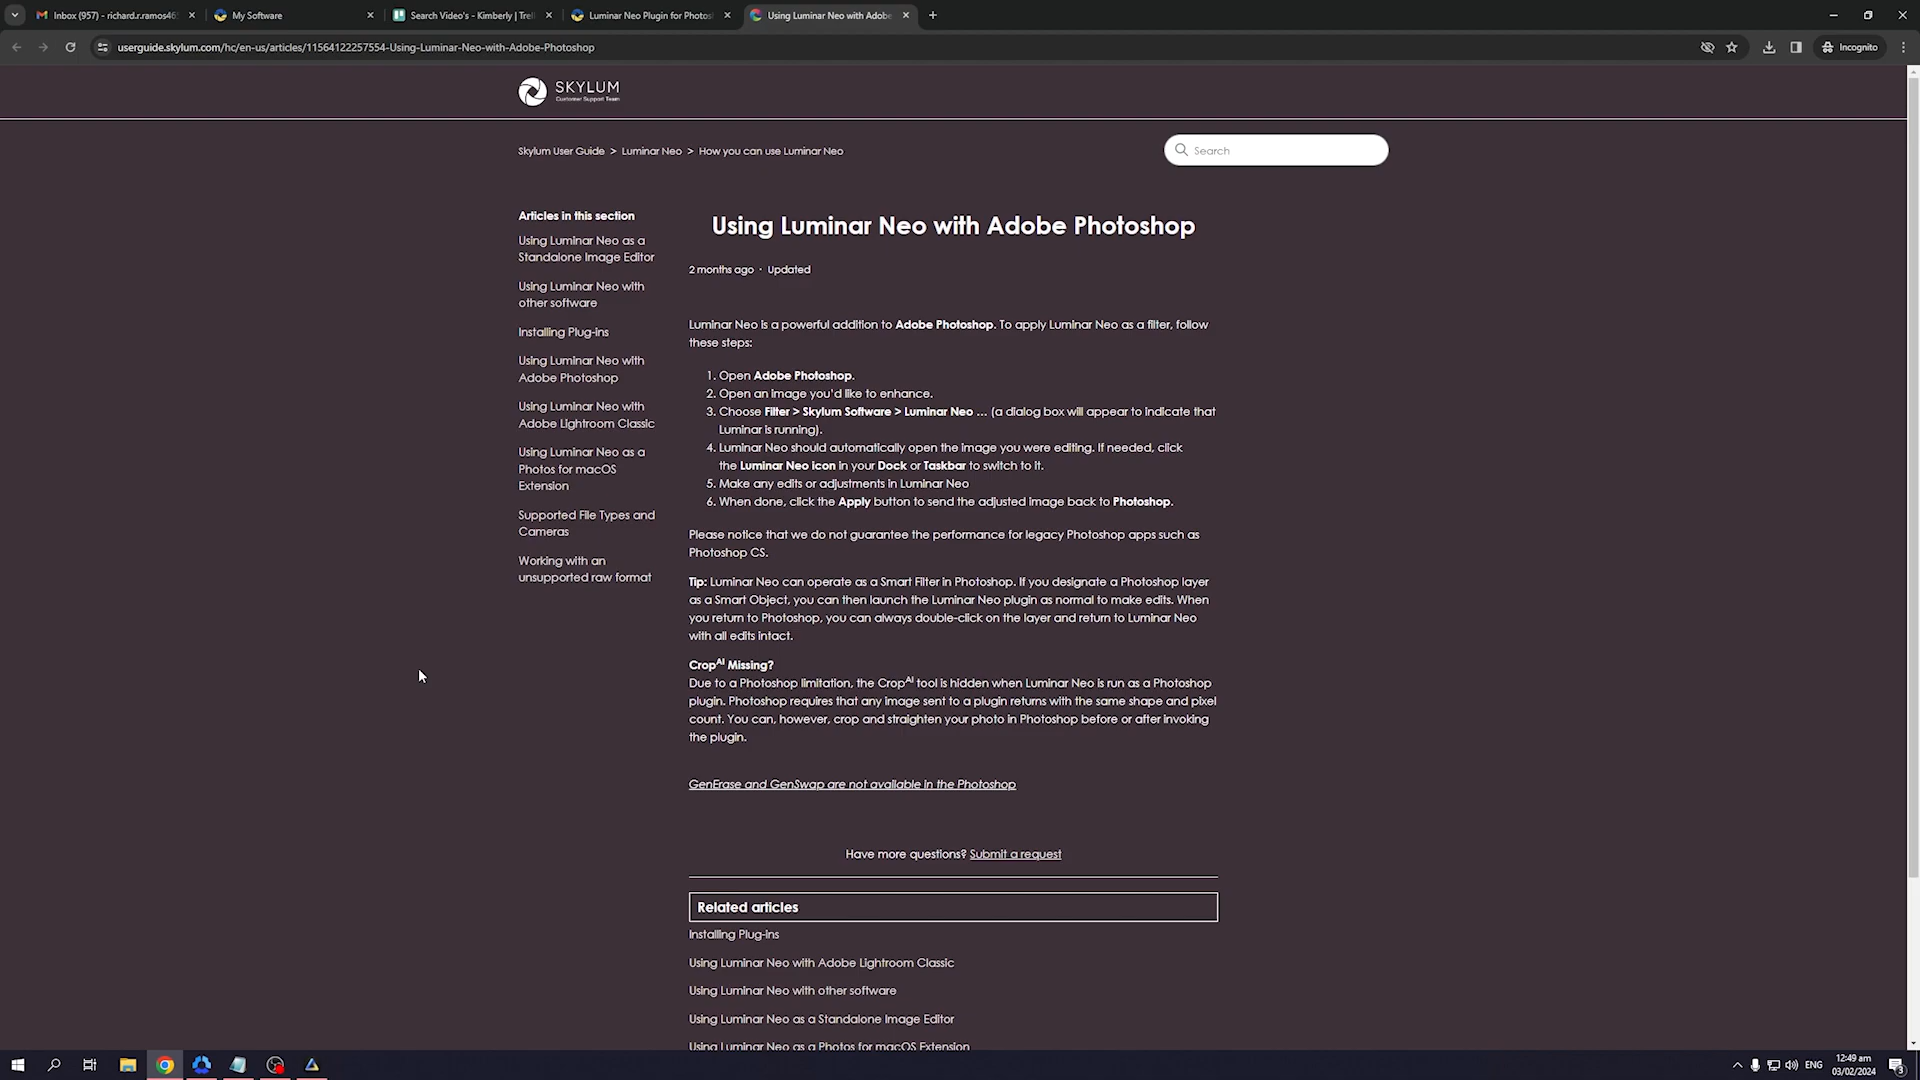 Inbox (957) - richard.r.ramos46
My Software
Search Video's - Kimberly | Trell
Luminar Neo Plugin for Photosh
Using Luminar Neo with Adobe
userguide.skylum.com/hc/en-us/articles/11564122257554-Using-Luminar-Neo-with-Adobe-Photoshop
Incognito
SKYLUM
Customer Support Team
Skylum User Guide > Luminar Neo > How you can use Luminar Neo
Search
Articles in this section
Using Luminar Neo as a
Standalone Image Editor
Using Luminar Neo with
other software
Installing Plug-ins
Using Luminar Neo with
Adobe Photoshop
Using Luminar Neo with
Adobe Lightroom Classic
Using Luminar Neo as a
Photos for macOS
Extension
Supported File Types and
Cameras
Working with an
unsupported raw format
Using Luminar Neo with Adobe Photoshop
2 months ago · Updated
Luminar Neo is a powerful addition to Adobe Photoshop. To apply Luminar Neo as a filter, follow
these steps:
1. Open Adobe Photoshop.
2. Open an image you'd like to enhance.
3. Choose Filter > Skylum Software > Luminar Neo ... (a dialog box will appear to indicate that
Luminar is running).
4. Luminar Neo should automatically open the image you were editing. If needed, click
the Luminar Neo icon in your Dock or Taskbar to switch to it.
5. Make any edits or adjustments in Luminar Neo
6. When done, click the Apply button to send the adjusted image back to Photoshop.
Please notice that we do not guarantee the performance for legacy Photoshop apps such as
Photoshop CS.
Tip: Luminar Neo can operate as a Smart Filter in Photoshop. If you designate a Photoshop layer
as a Smart Object, you can then launch the Luminar Neo plugin as normal to make edits. When
you return to Photoshop, you can always double-click on the layer and return to Luminar Neo
with all edits intact.
Crop AI Missing?
Due to a Photoshop limitation, the Crop AI tool is hidden when Luminar Neo is run as a Photoshop
plugin. Photoshop requires that any image sent to a plugin returns with the same shape and pixel
count. You can, however, crop and straighten your photo in Photoshop before or after invoking
the plugin.
GenErase and GenSwap are not available in the Photoshop
Have more questions? Submit a request
Related articles
Installing Plug-ins
Using Luminar Neo with Adobe Lightroom Classic
Using Luminar Neo with other software
Using Luminar Neo as a Standalone Image Editor
Using Luminar Neo as a Photos for macOS Extension
ENG
12:49 am
03/02/2024
3